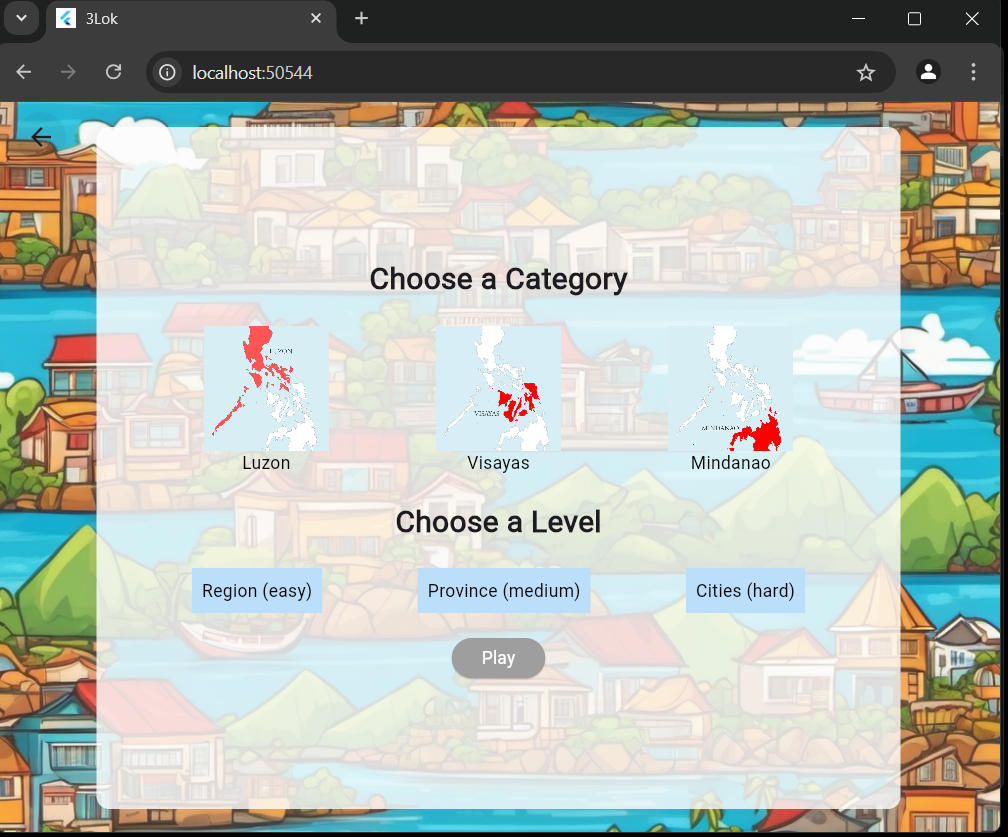 3Lok
localhost:50544
Choose a Category
LUZON
VISAYAS
MINDANAO
Luzon Visayas Mindanao
Choose a Level
Region (easy) Province (medium) Cities (hard)
Play